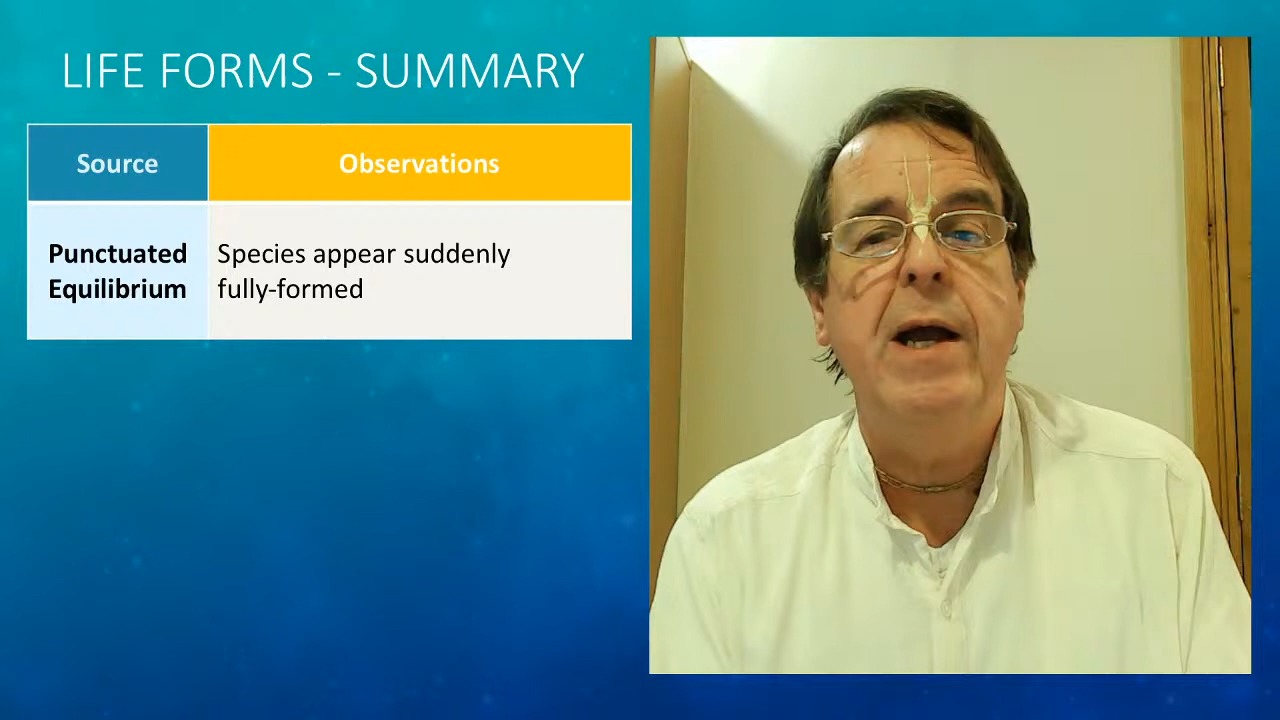 LIFE FORMS - SUMMARY
Source
Observations
Punctuated
Equilibrium
Species appear suddenly
fully-formed